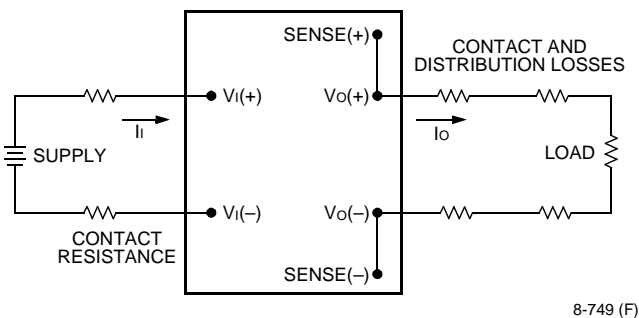 SENSE(+)
CONTACT AND
DISTRIBUTION LOSSES
VI(+)
VO(+)
II
IO
SUPPLY
LOAD
VI(–)
VO(–)
CONTACT
RESISTANCE
SENSE(–)
8-749 (F)